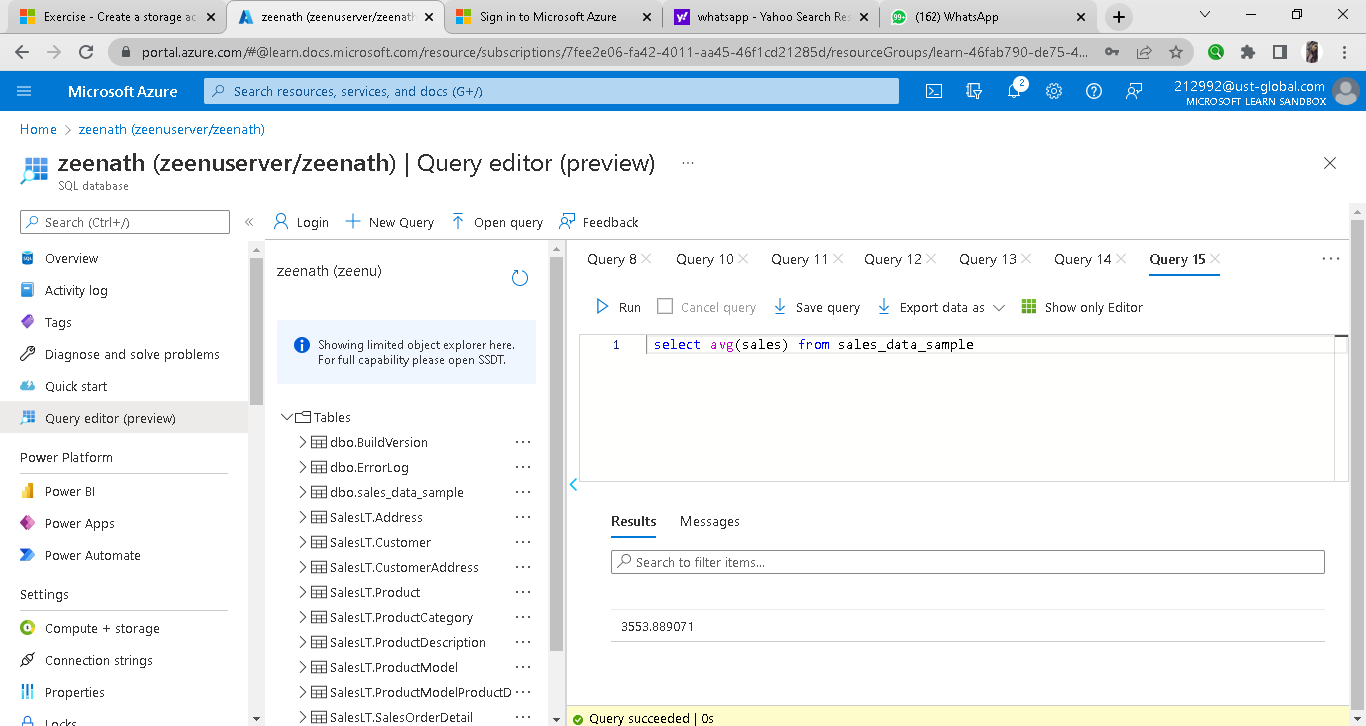 Exercise - Create a storage ac
zeenath (zeenuserver/zeenath
Sign in to Microsoft Azure
whatsapp - Yahoo Search Res
99+
(162) WhatsApp
portal.azure.com/#@learn.docs.microsoft.com/resource/subscriptions/7fee2e06-fa42-4011-aa45-46f1cd21285d/resourceGroups/learn-46fab790-de75-4...
Microsoft Azure
Search resources, services, and docs (G+/)
2
212992@ust-global.com
MICROSOFT LEARN SANDBOX
Home > zeenath (zeenuserver/zeenath)
zeenath (zeenuserver/zeenath) | Query editor (preview) ...
SQL database
Search (Ctrl+/)
«
Login
New Query
Open query
Feedback
Overview
Activity log
Tags
Diagnose and solve problems
Quick start
Query editor (preview)
Power Platform
Power BI
Power Apps
Power Automate
Settings
Compute + storage
Connection strings
Properties
Locks
zeenath (zeenu)
Showing limited object explorer here.
For full capability please open SSDT.
Tables
dbo.BuildVersion
dbo.ErrorLog
dbo.sales_data_sample
SalesLT.Address
SalesLT.Customer
SalesLT.CustomerAddress
SalesLT.Product
SalesLT.ProductCategory
SalesLT.ProductDescription
SalesLT.ProductModel
SalesLT.ProductModelProductD
SalesLT.SalesOrderDetail
Query 8
Query 10
Query 11
Query 12
Query 13
Query 14
Query 15
Run
Cancel query
Save query
Export data as
Show only Editor
1 select avg(sales) from sales_data_sample
Results
Messages
Search to filter items...
3553.889071
Query succeeded | 0s